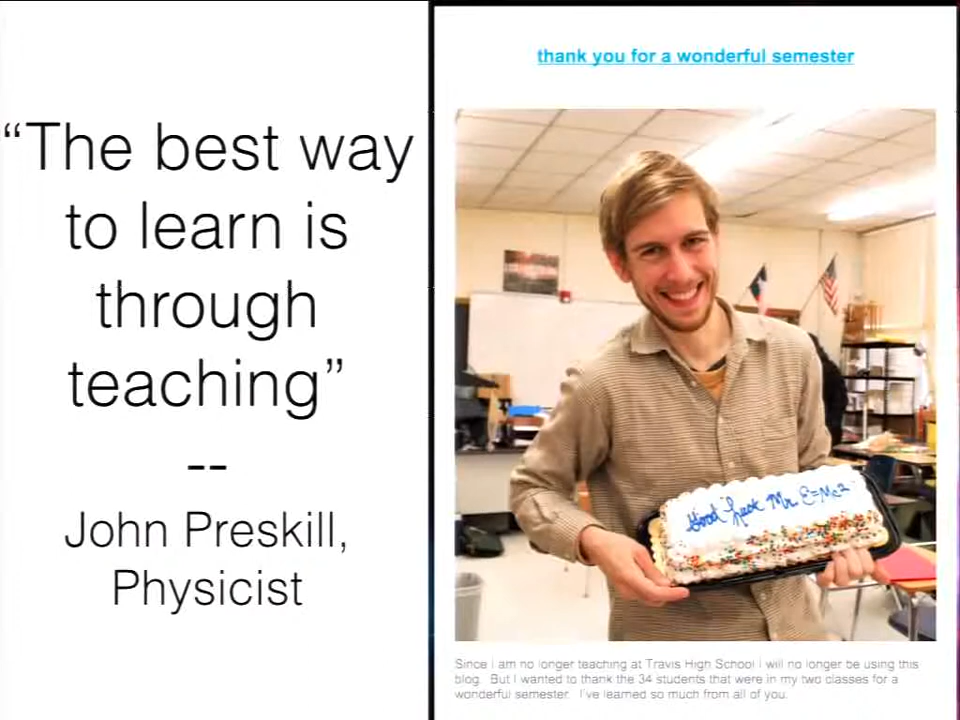 “The best way
to learn is
through
teaching”
--
John Preskill,
Physicist
thank you for a wonderful semester
Good Luck Mr. E=Mc2
Since I am no longer teaching at Travis High School I will no longer be using this
blog. But I wanted to thank the 34 students that were in my two classes for a
wonderful semester. I've learned so much from all of you.